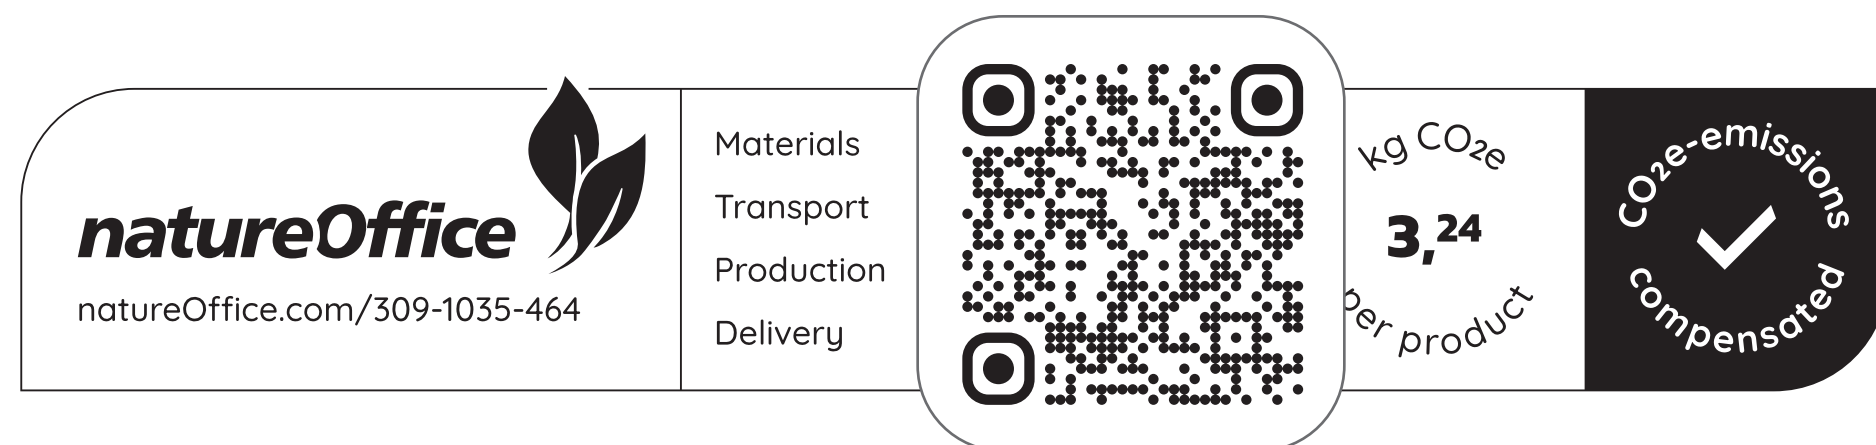 natureOffice
natureOffice.com/309-1035-464
Materials
Transport
Production
Delivery
kg CO₂e
3,24
per product
CO₂e-emissions
compensated